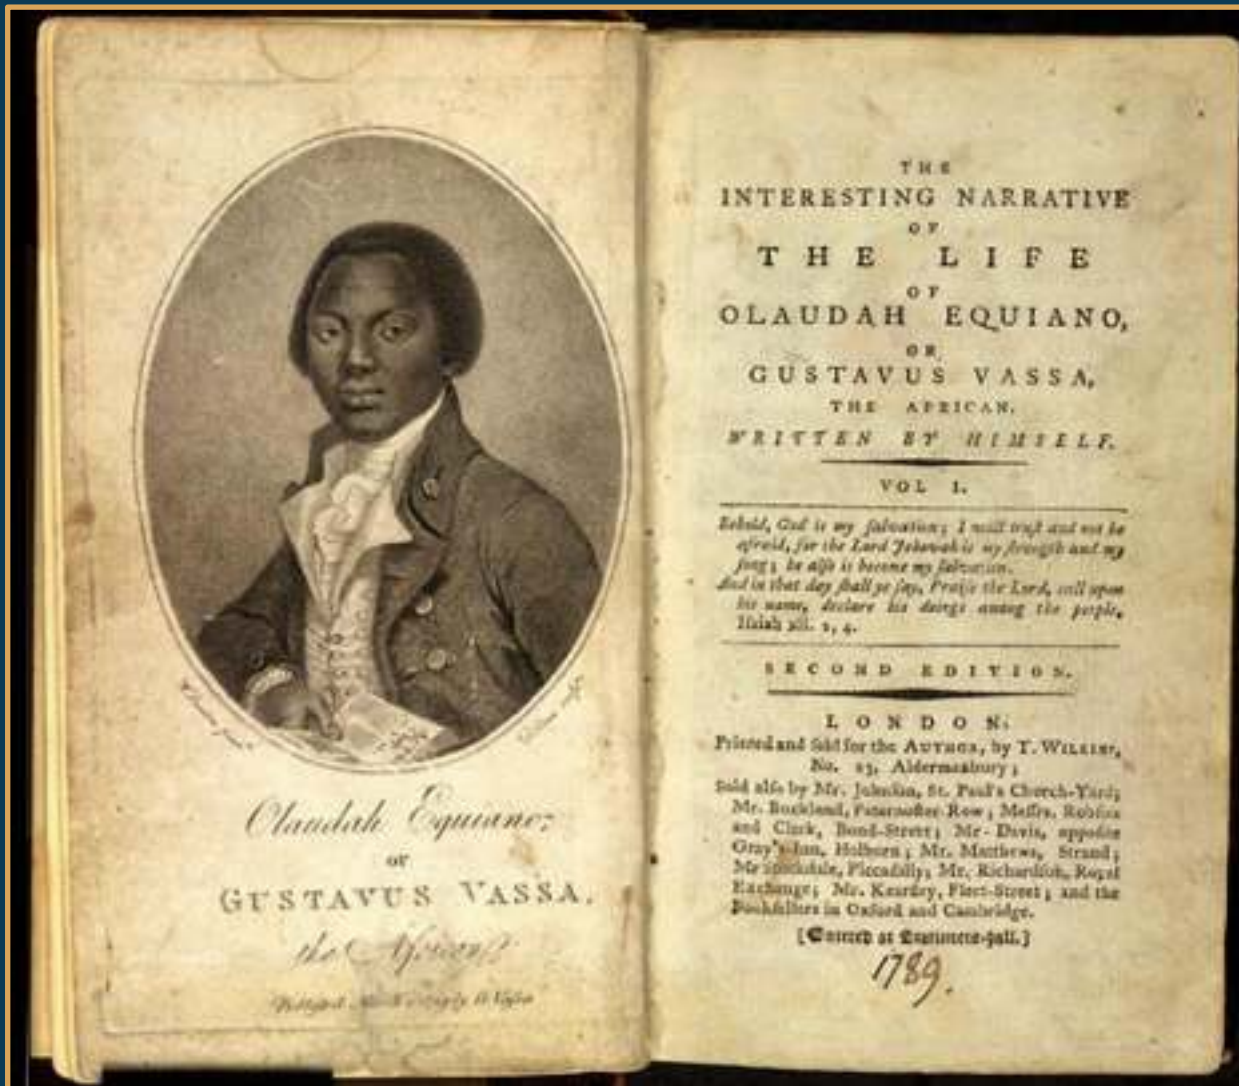 Olaudah Equiano;
or
GUSTAVUS VASSA,
the African,
Published March 1 1789 by G. Vassa
THE
INTERESTING NARRATIVE
OF
THE LIFE
OF
OLAUDAH EQUIANO,
OR
GUSTAVUS VASSA,
THE AFRICAN.
WRITTEN BY HIMSELF.
VOL I.
Behold, God is my ſalvation; I will truſt and not be
afraid, for the Lord Jehovah is my ſtrength and my
ſong; he alſo is become my ſalvation.
And in that day ſhall ye ſay, Praiſe the Lord, call upon
his name, declare his doings among the people,
Iſaiah xii. 2, 4.
SECOND EDITION.
LONDON:
Printed and ſold for the AUTHOR, by T. WILKINS,
No. 23, Aldermanbury;
Sold alſo by Mr. Johnſon, St. Paul's Church-Yard;
Mr. Buckland, Paternoſter-Row; Meſſrs. Robſon
and Clark, Bond-Street; Mr. Davis, oppoſite
Gray's-Inn, Holborn; Mr. Matthews, Strand;
Mr Stockdale, Piccadilly; Mr. Richardſon, Royal
Exchange; Mr. Kearſley, Fleet-Street; and the
Bookſellers in Oxford and Cambridge.
[Entered at Stationers-hall.]
1789.